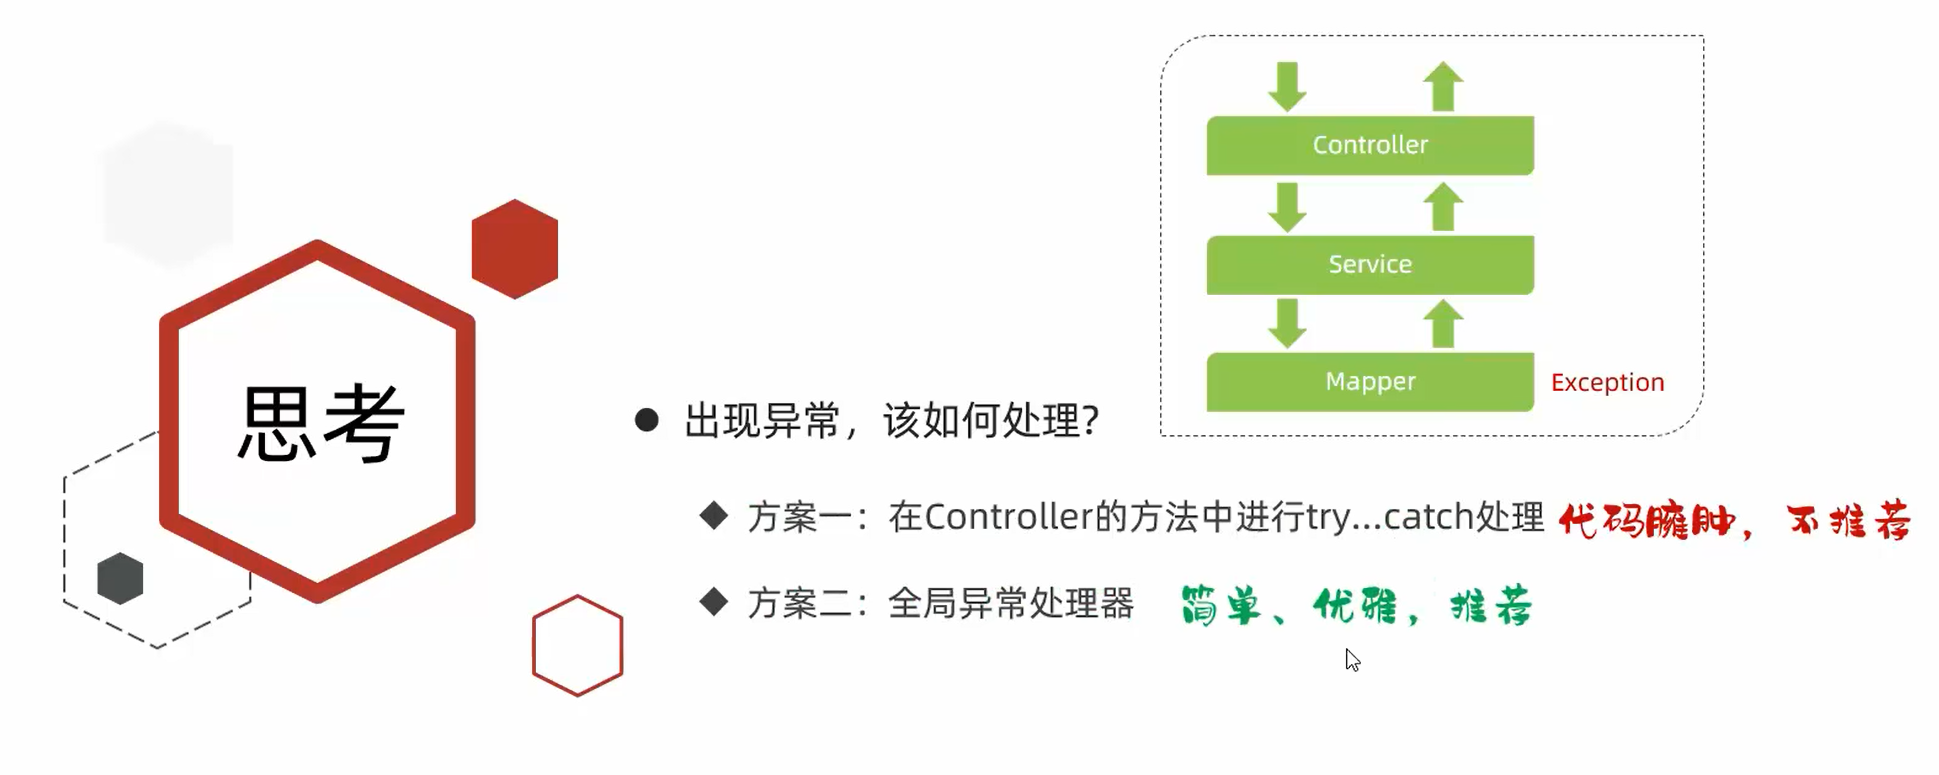 Controller
Service
Mapper
Exception
思考
出现异常，该如何处理?
方案一：在Controller的方法中进行try...catch处理 代码臃肿，不推荐
方案二：全局异常处理器 简单、优雅，推荐